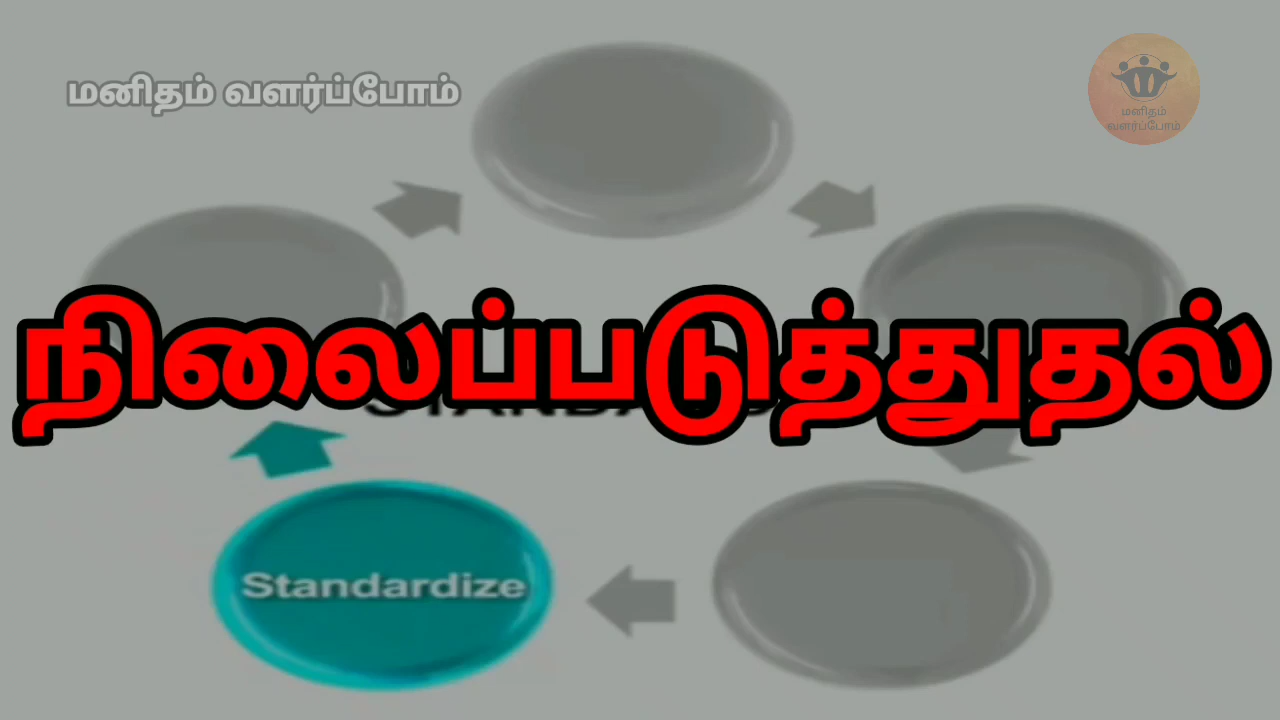 மனிதம் வளர்ப்போம்
மனிதம்
வளர்ப்போம்
நிலைப்படுத்துதல்
Standardize